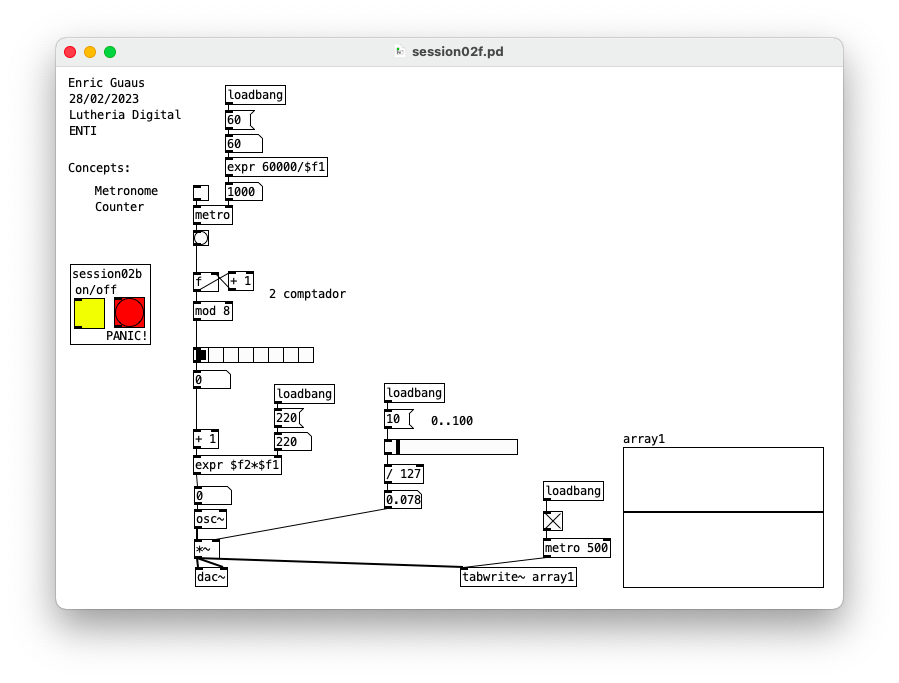 session02f.pd
Enric Guaus
28/02/2023
Lutheria Digital
ENTI
Concepts:
Metronome
Counter
loadbang
60
60
expr 60000/$f1
1000
metro
f
+ 1
2 comptador
mod 8
session02b
on/off
PANIC!
0
loadbang
220
220
+ 1
expr $f2*$f1
0
osc~
*~
dac~
loadbang
10
0..100
/ 127
0.078
loadbang
metro 500
tabwrite~ array1
array1